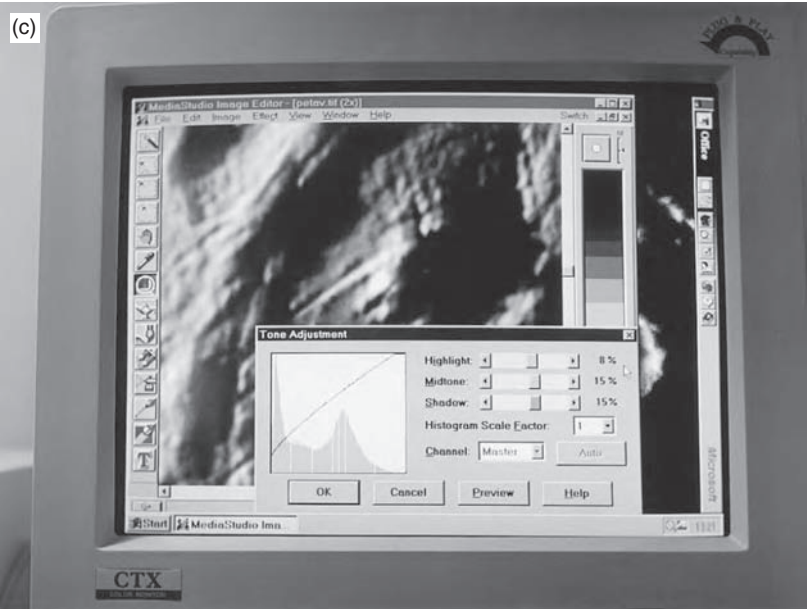 (c)
PLUG & PLAY
MediaStudio Image Editor - [petav.tif (2x)]
File Edit Image Effect View Window Help Switch
Office
Tone Adjustment
Highlight: 8 %
Midtone: 15 %
Shadow: 15 %
Histogram Scale Factor: 1
Channel: Master Auto
OK Cancel Preview Help
T
Microsoft
Start MediaStudio Ima...
CTX
COLOR MONITOR